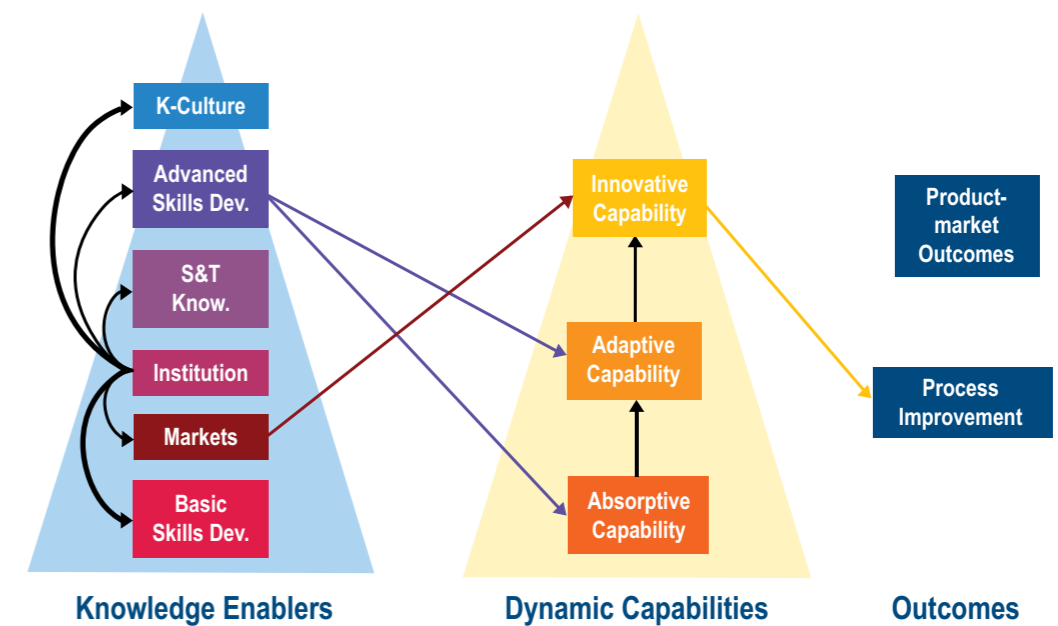 K-Culture
Advanced
Skills Dev.
S&T
Know.
Institution
Markets
Basic
Skills Dev.
Knowledge Enablers
Innovative
Capability
Adaptive
Capability
Absorptive
Capability
Dynamic Capabilities
Product-
market
Outcomes
Process
Improvement
Outcomes